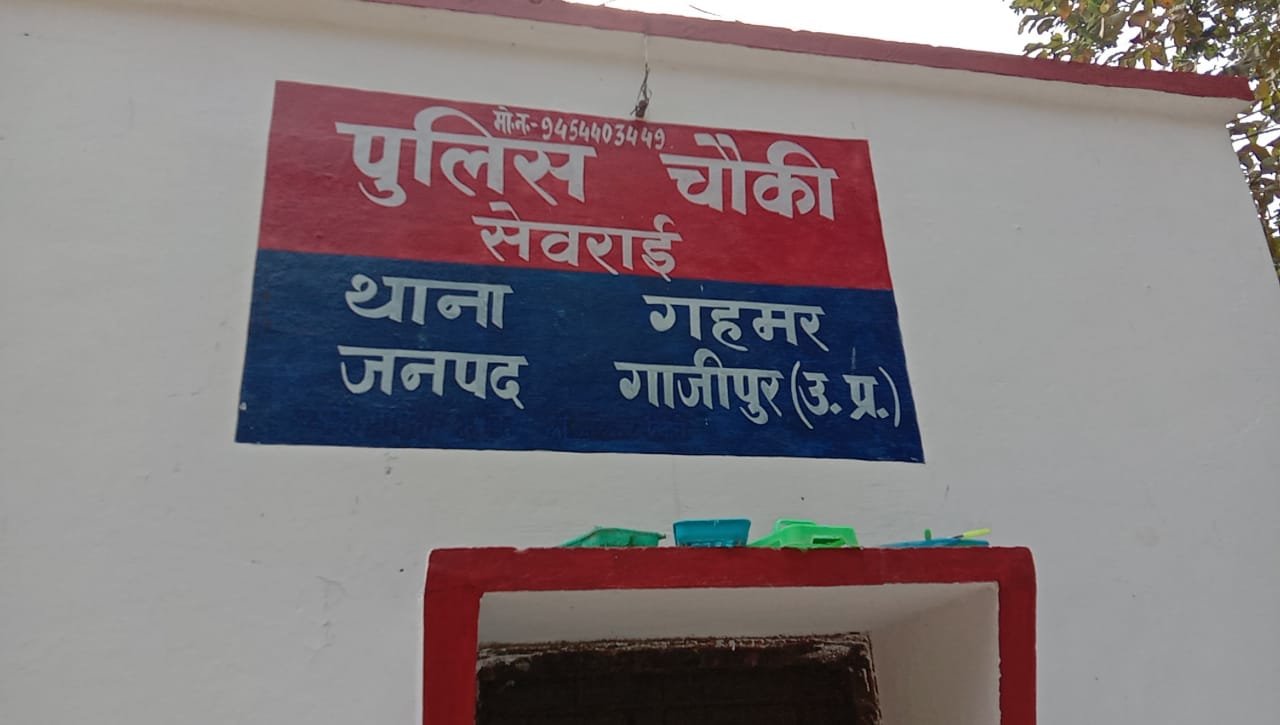 मो.न.-9454403449
पुलिस चौकी
सेवराई
थाना गहमर
जनपद गाजीपुर (उ.प्र.)